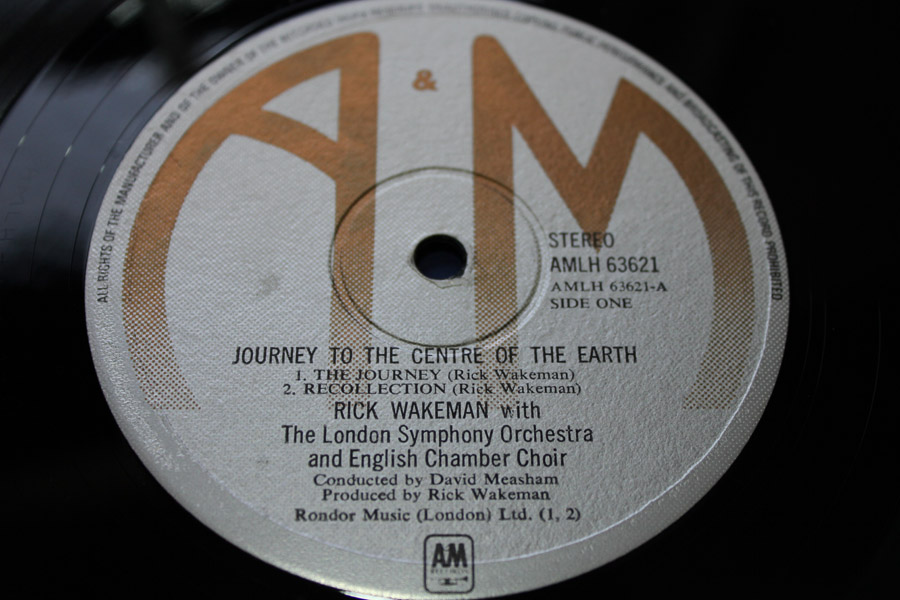 ALL RIGHTS OF THE MANUFACTURER AND OF THE OWNER OF THE RECORDED WORK RESERVED
PUBLIC PERFORMANCE AND BROADCASTING OF THIS RECORD PROHIBITED
A & M
STEREO
AMLH 63621
AMLH 63621-A
SIDE ONE
JOURNEY TO THE CENTRE OF THE EARTH
1. THE JOURNEY (Rick Wakeman)
2. RECOLLECTION (Rick Wakeman)
RICK WAKEMAN with
The London Symphony Orchestra
and English Chamber Choir
Conducted by David Measham
Produced by Rick Wakeman
Rondor Music (London) Ltd. (1, 2)
AM
RECORDS